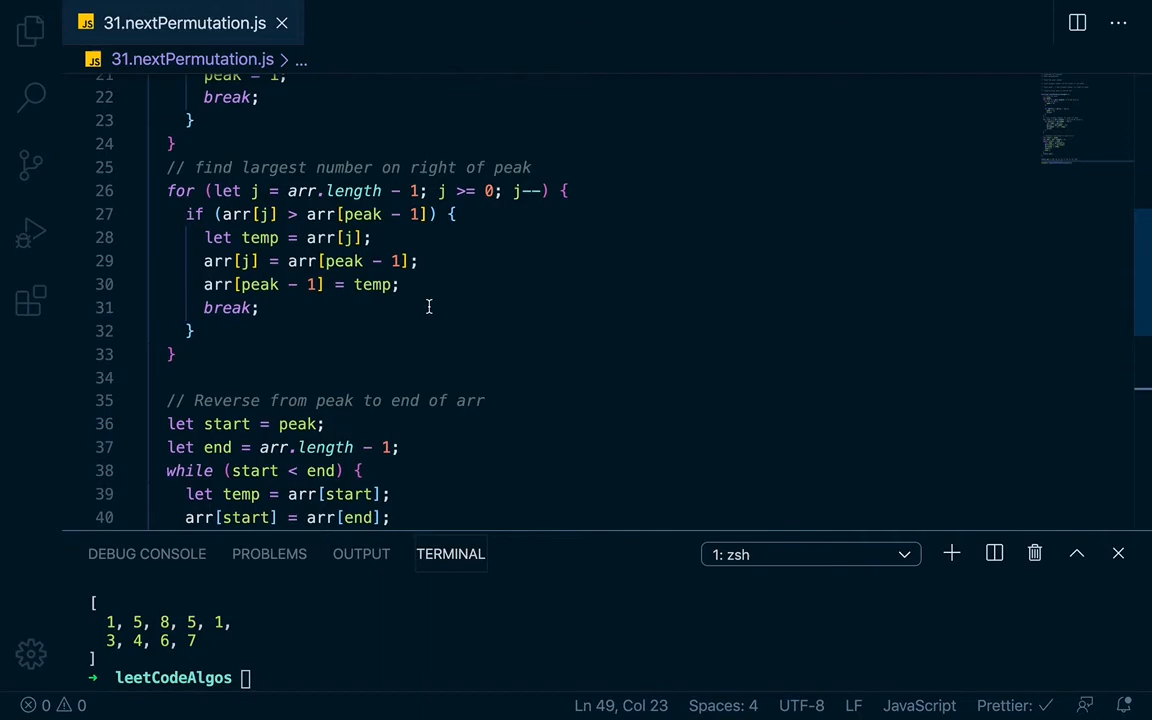 JS 31.nextPermutation.js ×
JS 31.nextPermutation.js > ...
21 peak = 1;
22 break;
23 }
24 }
25 // find largest number on right of peak
26 for (let j = arr.length - 1; j >= 0; j--) {
27 if (arr[j] > arr[peak - 1]) {
28 let temp = arr[j];
29 arr[j] = arr[peak - 1];
30 arr[peak - 1] = temp;
31 break;
32 }
33 }
34
35 // Reverse from peak to end of arr
36 let start = peak;
37 let end = arr.length - 1;
38 while (start < end) {
39 let temp = arr[start];
40 arr[start] = arr[end];
DEBUG CONSOLE PROBLEMS OUTPUT TERMINAL 1: zsh
[
1, 5, 8, 5, 1,
3, 4, 6, 7
]
→ leetCodeAlgos
0 0 Ln 49, Col 23 Spaces: 4 UTF-8 LF JavaScript Prettier: ✓